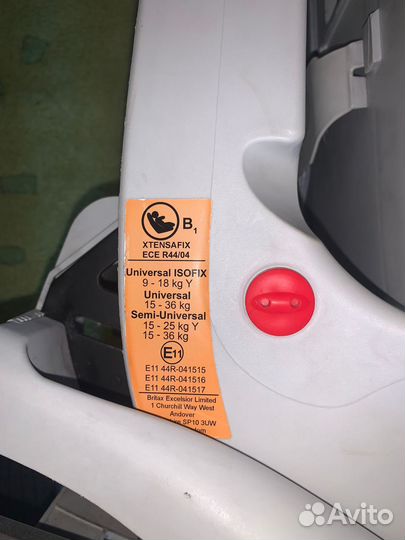 B1
XTENSAFIX
ECE R44/04
Universal ISOFIX
9 - 18 kg Y
Universal
15 - 36 kg
Semi-Universal
15 - 25 kg Y
15 - 36 kg
E11
E11 44R-041515
E11 44R-041516
E11 44R-041517
Britax Excelsior Limited
1 Churchill Way West
Andover
SP10 3UW
Avito